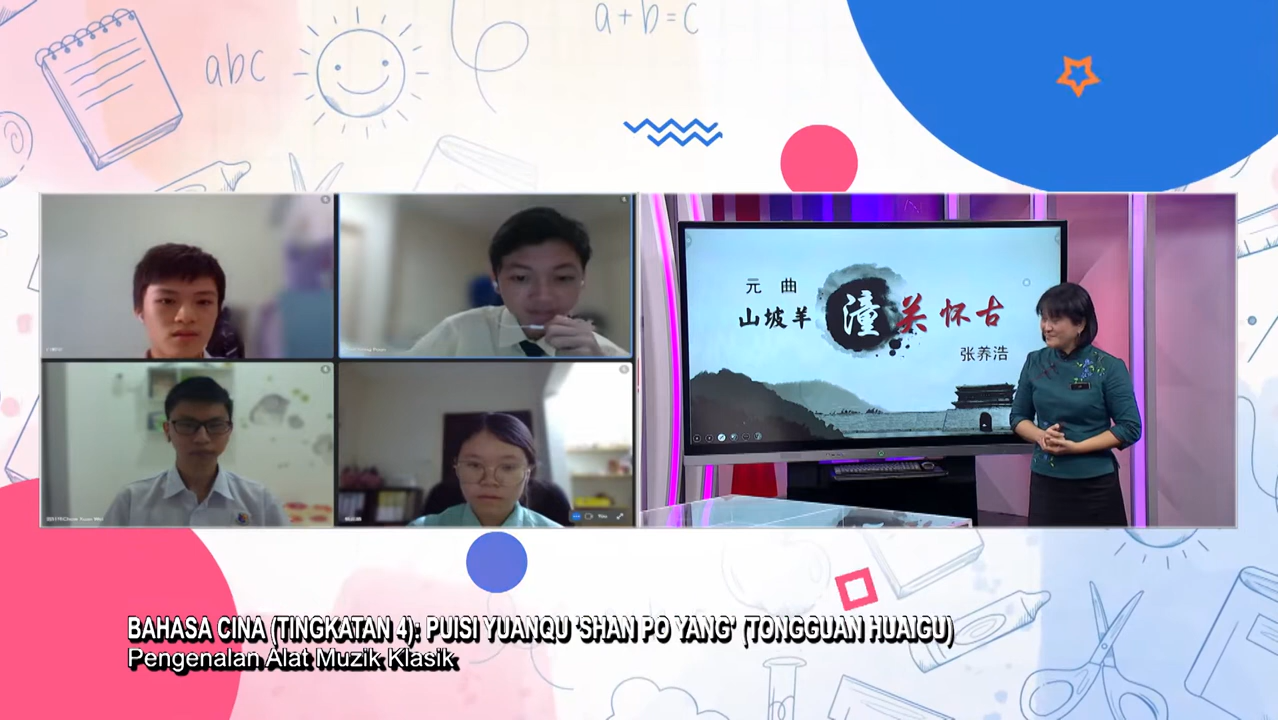 abc
a+b=c
元 曲
山坡羊 潼关怀古
张养浩
BAHASA CINA (TINGKATAN 4): PUISI YUANQU 'SHAN PO YANG' (TONGGUAN HUAIGU)
Pengenalan Alat Muzik Klasik